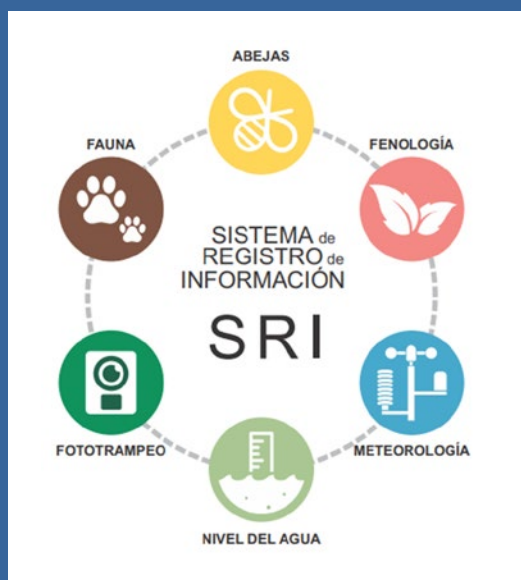 ABEJAS
FAUNA
FENOLOGÍA
SISTEMA de
REGISTRO de
INFORMACIÓN
SRI
FOTOTRAMPEO
METEOROLOGÍA
NIVEL DEL AGUA